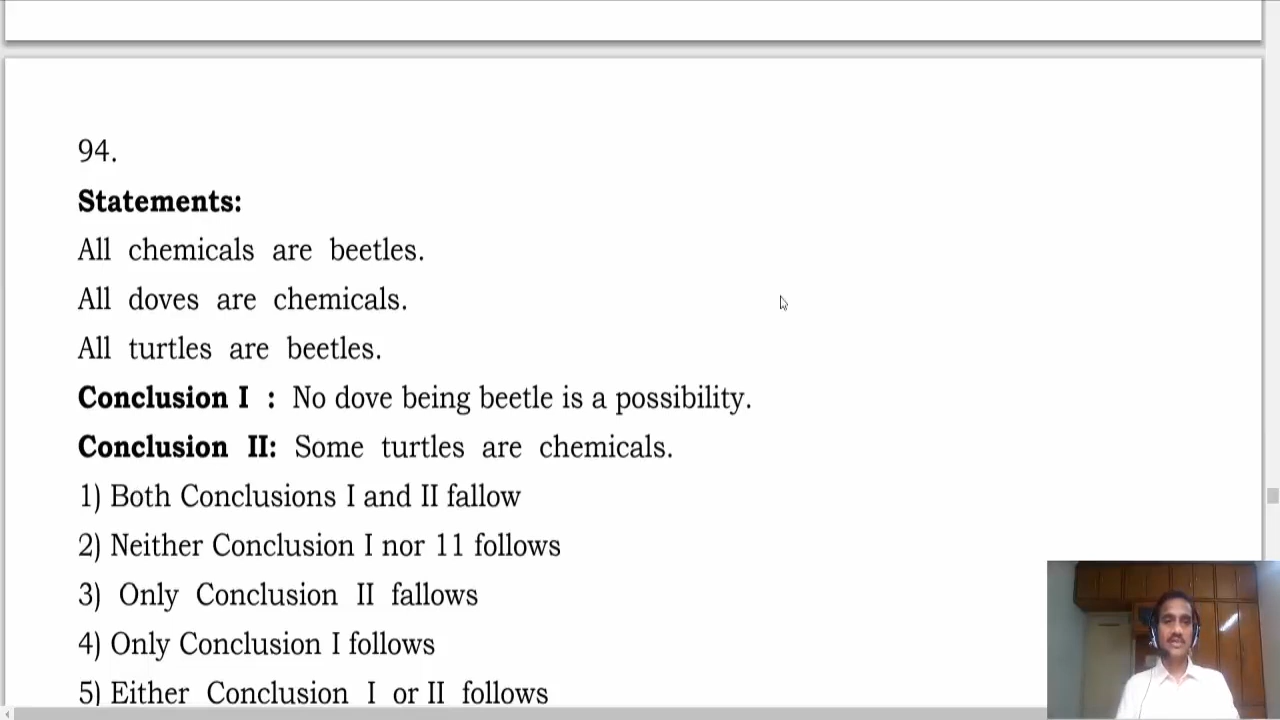 94.
Statements:
All chemicals are beetles.
All doves are chemicals.
All turtles are beetles.
Conclusion I : No dove being beetle is a possibility.
Conclusion II: Some turtles are chemicals.
1) Both Conclusions I and II fallow
2) Neither Conclusion I nor 11 follows
3) Only Conclusion II fallows
4) Only Conclusion I follows
5) Either Conclusion I or II follows